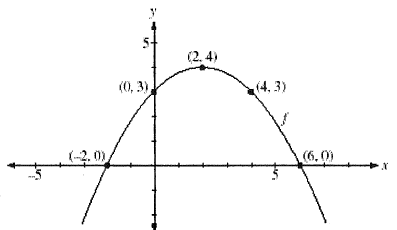 y
5
(2, 4)
(0, 3)
(4, 3)
f
(–2, 0)
(6, 0)
x
–5
5